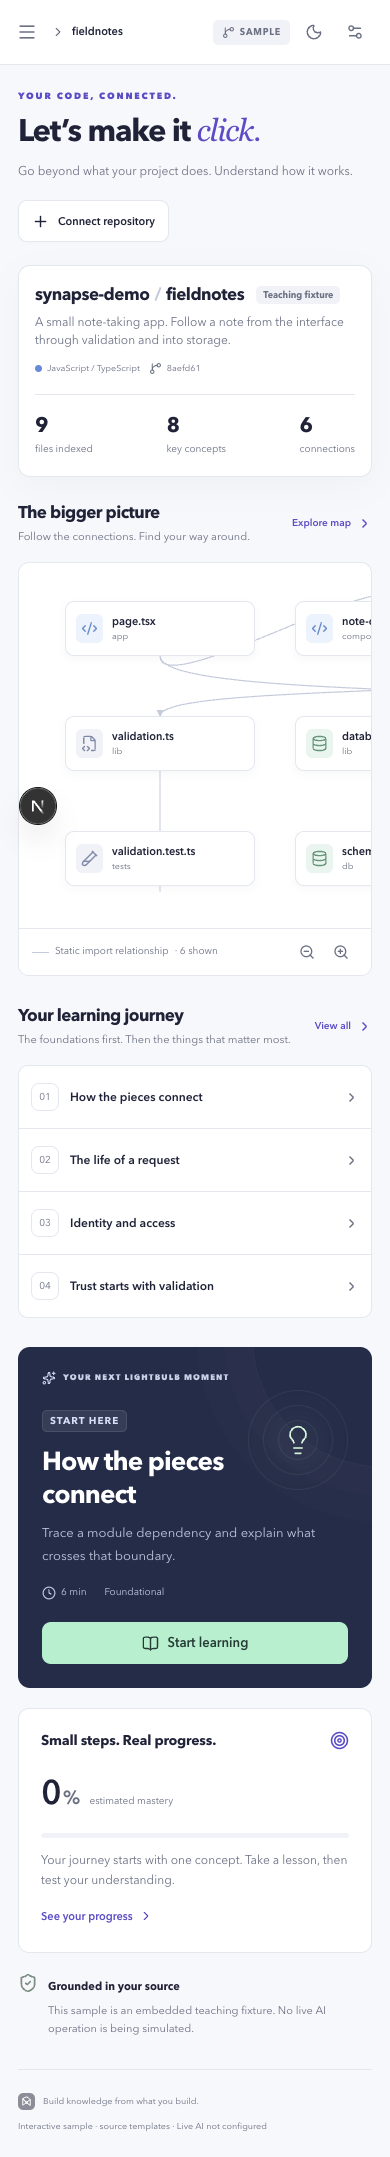 fieldnotes
SAMPLE
YOUR CODE, CONNECTED.
Let’s make it click.
Go beyond what your project does. Understand how it works.
Connect repository
synapse-demo / fieldnotes
Teaching fixture
A small note-taking app. Follow a note from the interface
through validation and into storage.
JavaScript / TypeScript
8aefd61
9
8
6
files indexed
key concepts
connections
The bigger picture
Explore map
Follow the connections. Find your way around.
page.tsx
app
note-c
compo
validation.ts
lib
datab
lib
N
validation.test.ts
tests
schem
db
Static import relationship · 6 shown
Your learning journey
View all
The foundations first. Then the things that matter most.
01 How the pieces connect
02 The life of a request
03 Identity and access
04 Trust starts with validation
YOUR NEXT LIGHTBULB MOMENT
START HERE
How the pieces
connect
Trace a module dependency and explain what
crosses that boundary.
6 min
Foundational
Start learning
Small steps. Real progress.
0% estimated mastery
Your journey starts with one concept. Take a lesson, then
test your understanding.
See your progress
Grounded in your source
This sample is an embedded teaching fixture. No live AI
operation is being simulated.
Build knowledge from what you build.
Interactive sample · source templates · Live AI not configured